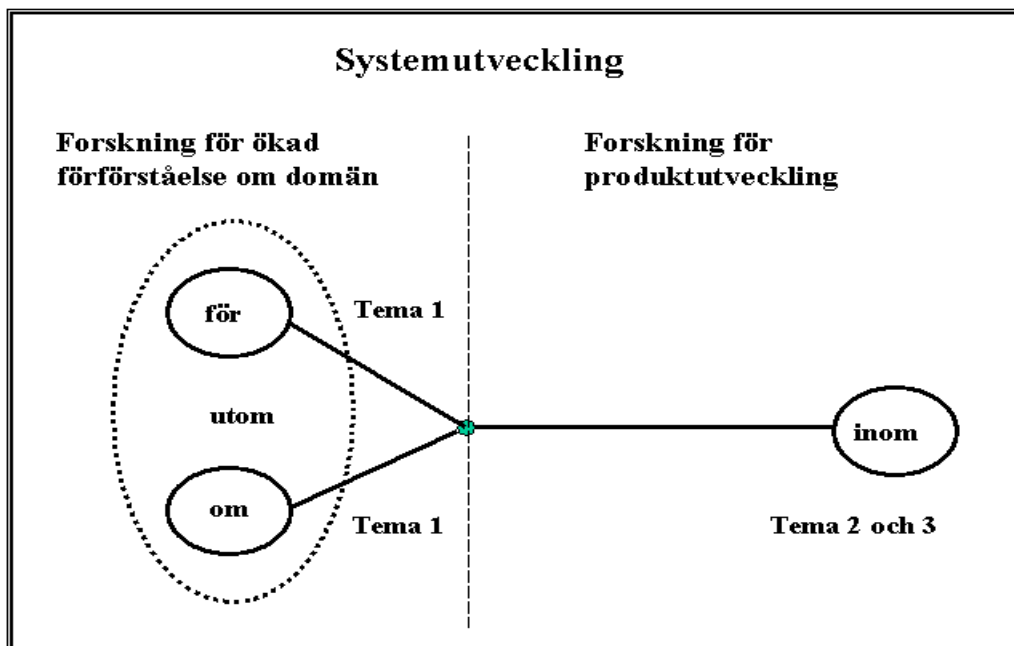 Systemutveckling
Forskning för ökad
förförståelse om domän
Forskning för
produktutveckling
för
Tema 1
utom
inom
om
Tema 1
Tema 2 och 3